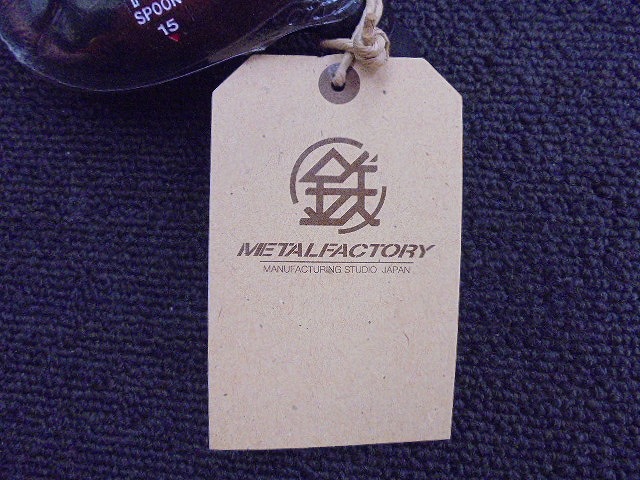 SPOON
15
鉄
METALFACTORY
MANUFACTURING STUDIO JAPAN